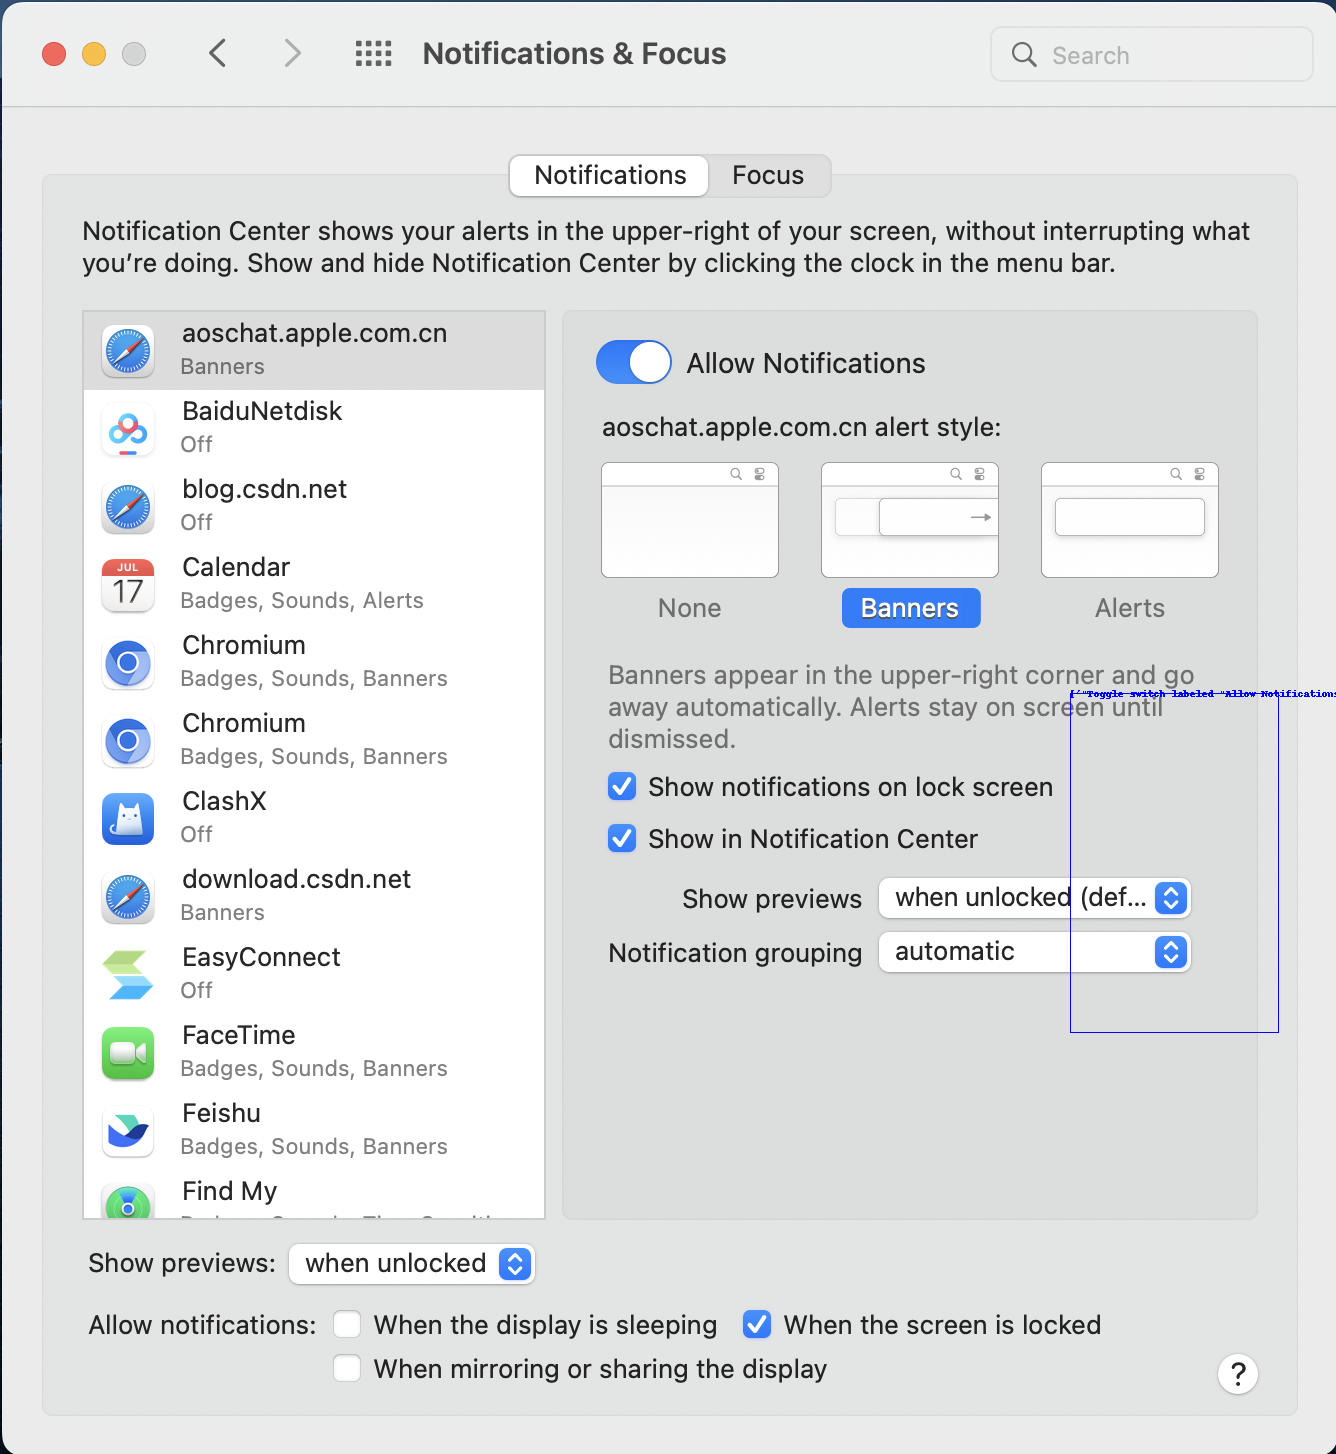 Notifications & Focus
Search
Notifications
Focus
Notification Center shows your alerts in the upper-right of your screen, without interrupting what
you're doing. Show and hide Notification Center by clicking the clock in the menu bar.
aoschat.apple.com.cn
Banners
BaiduNetdisk
Off
blog.csdn.net
Off
JUL
17
Calendar
Badges, Sounds, Alerts
Chromium
Badges, Sounds, Banners
Chromium
Badges, Sounds, Banners
ClashX
Off
download.csdn.net
Banners
EasyConnect
Off
FaceTime
Badges, Sounds, Banners
Feishu
Badges, Sounds, Banners
Find My
Allow Notifications
aoschat.apple.com.cn alert style:
None
Banners
Alerts
Banners appear in the upper-right corner and go
away automatically. Alerts stay on screen until
dismissed.
["Toggle switch labeled "Allow Notifications
Show notifications on lock screen
Show in Notification Center
Show previews
when unlocked (def...
Notification grouping
automatic
Show previews:
when unlocked
Allow notifications:
When the display is sleeping
When the screen is locked
When mirroring or sharing the display
?